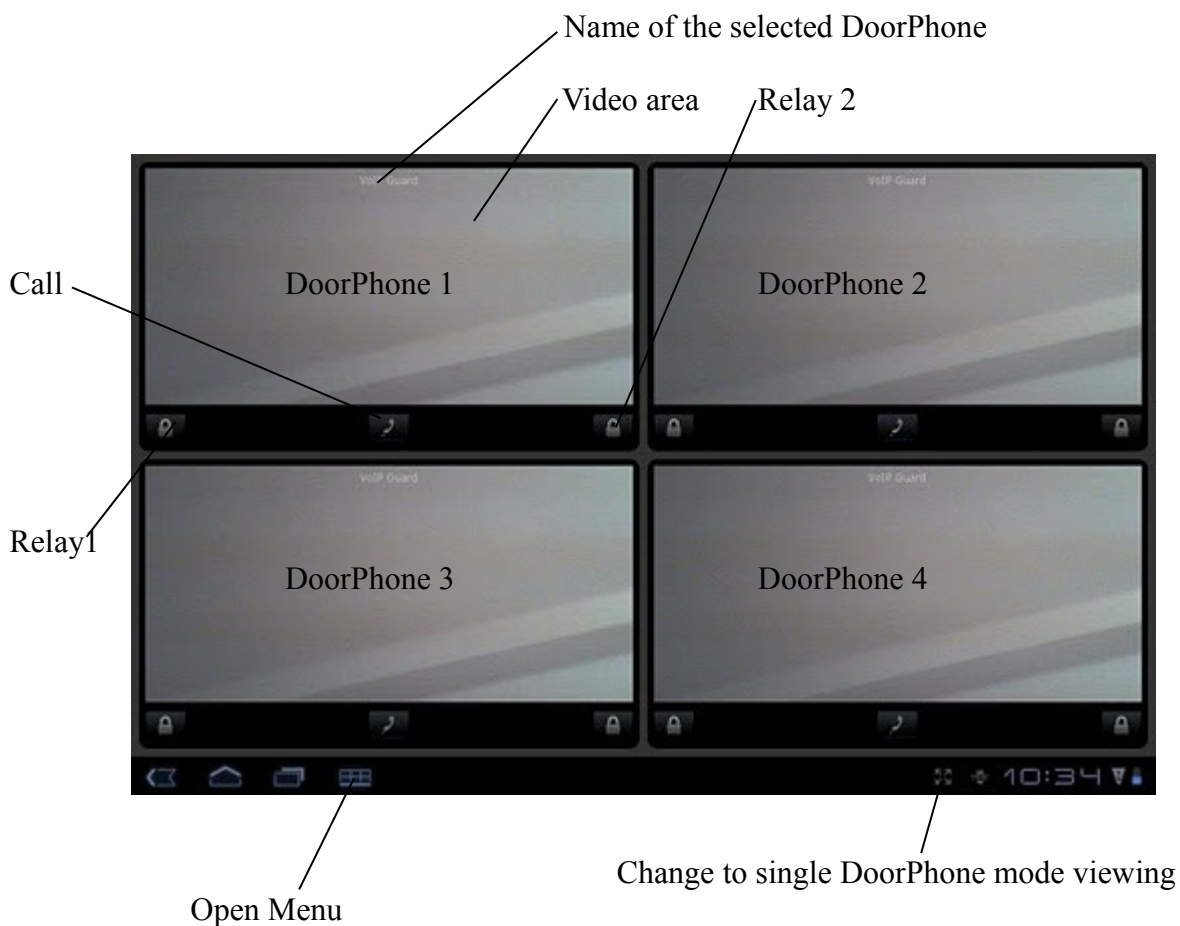 Name of the selected DoorPhone
Video area
Relay 2
VoIP Guard
VoIP Guard
Call
DoorPhone 1
DoorPhone 2
Relay1
VoIP Guard
VoIP Guard
DoorPhone 3
DoorPhone 4
10:34
Change to single DoorPhone mode viewing
Open Menu